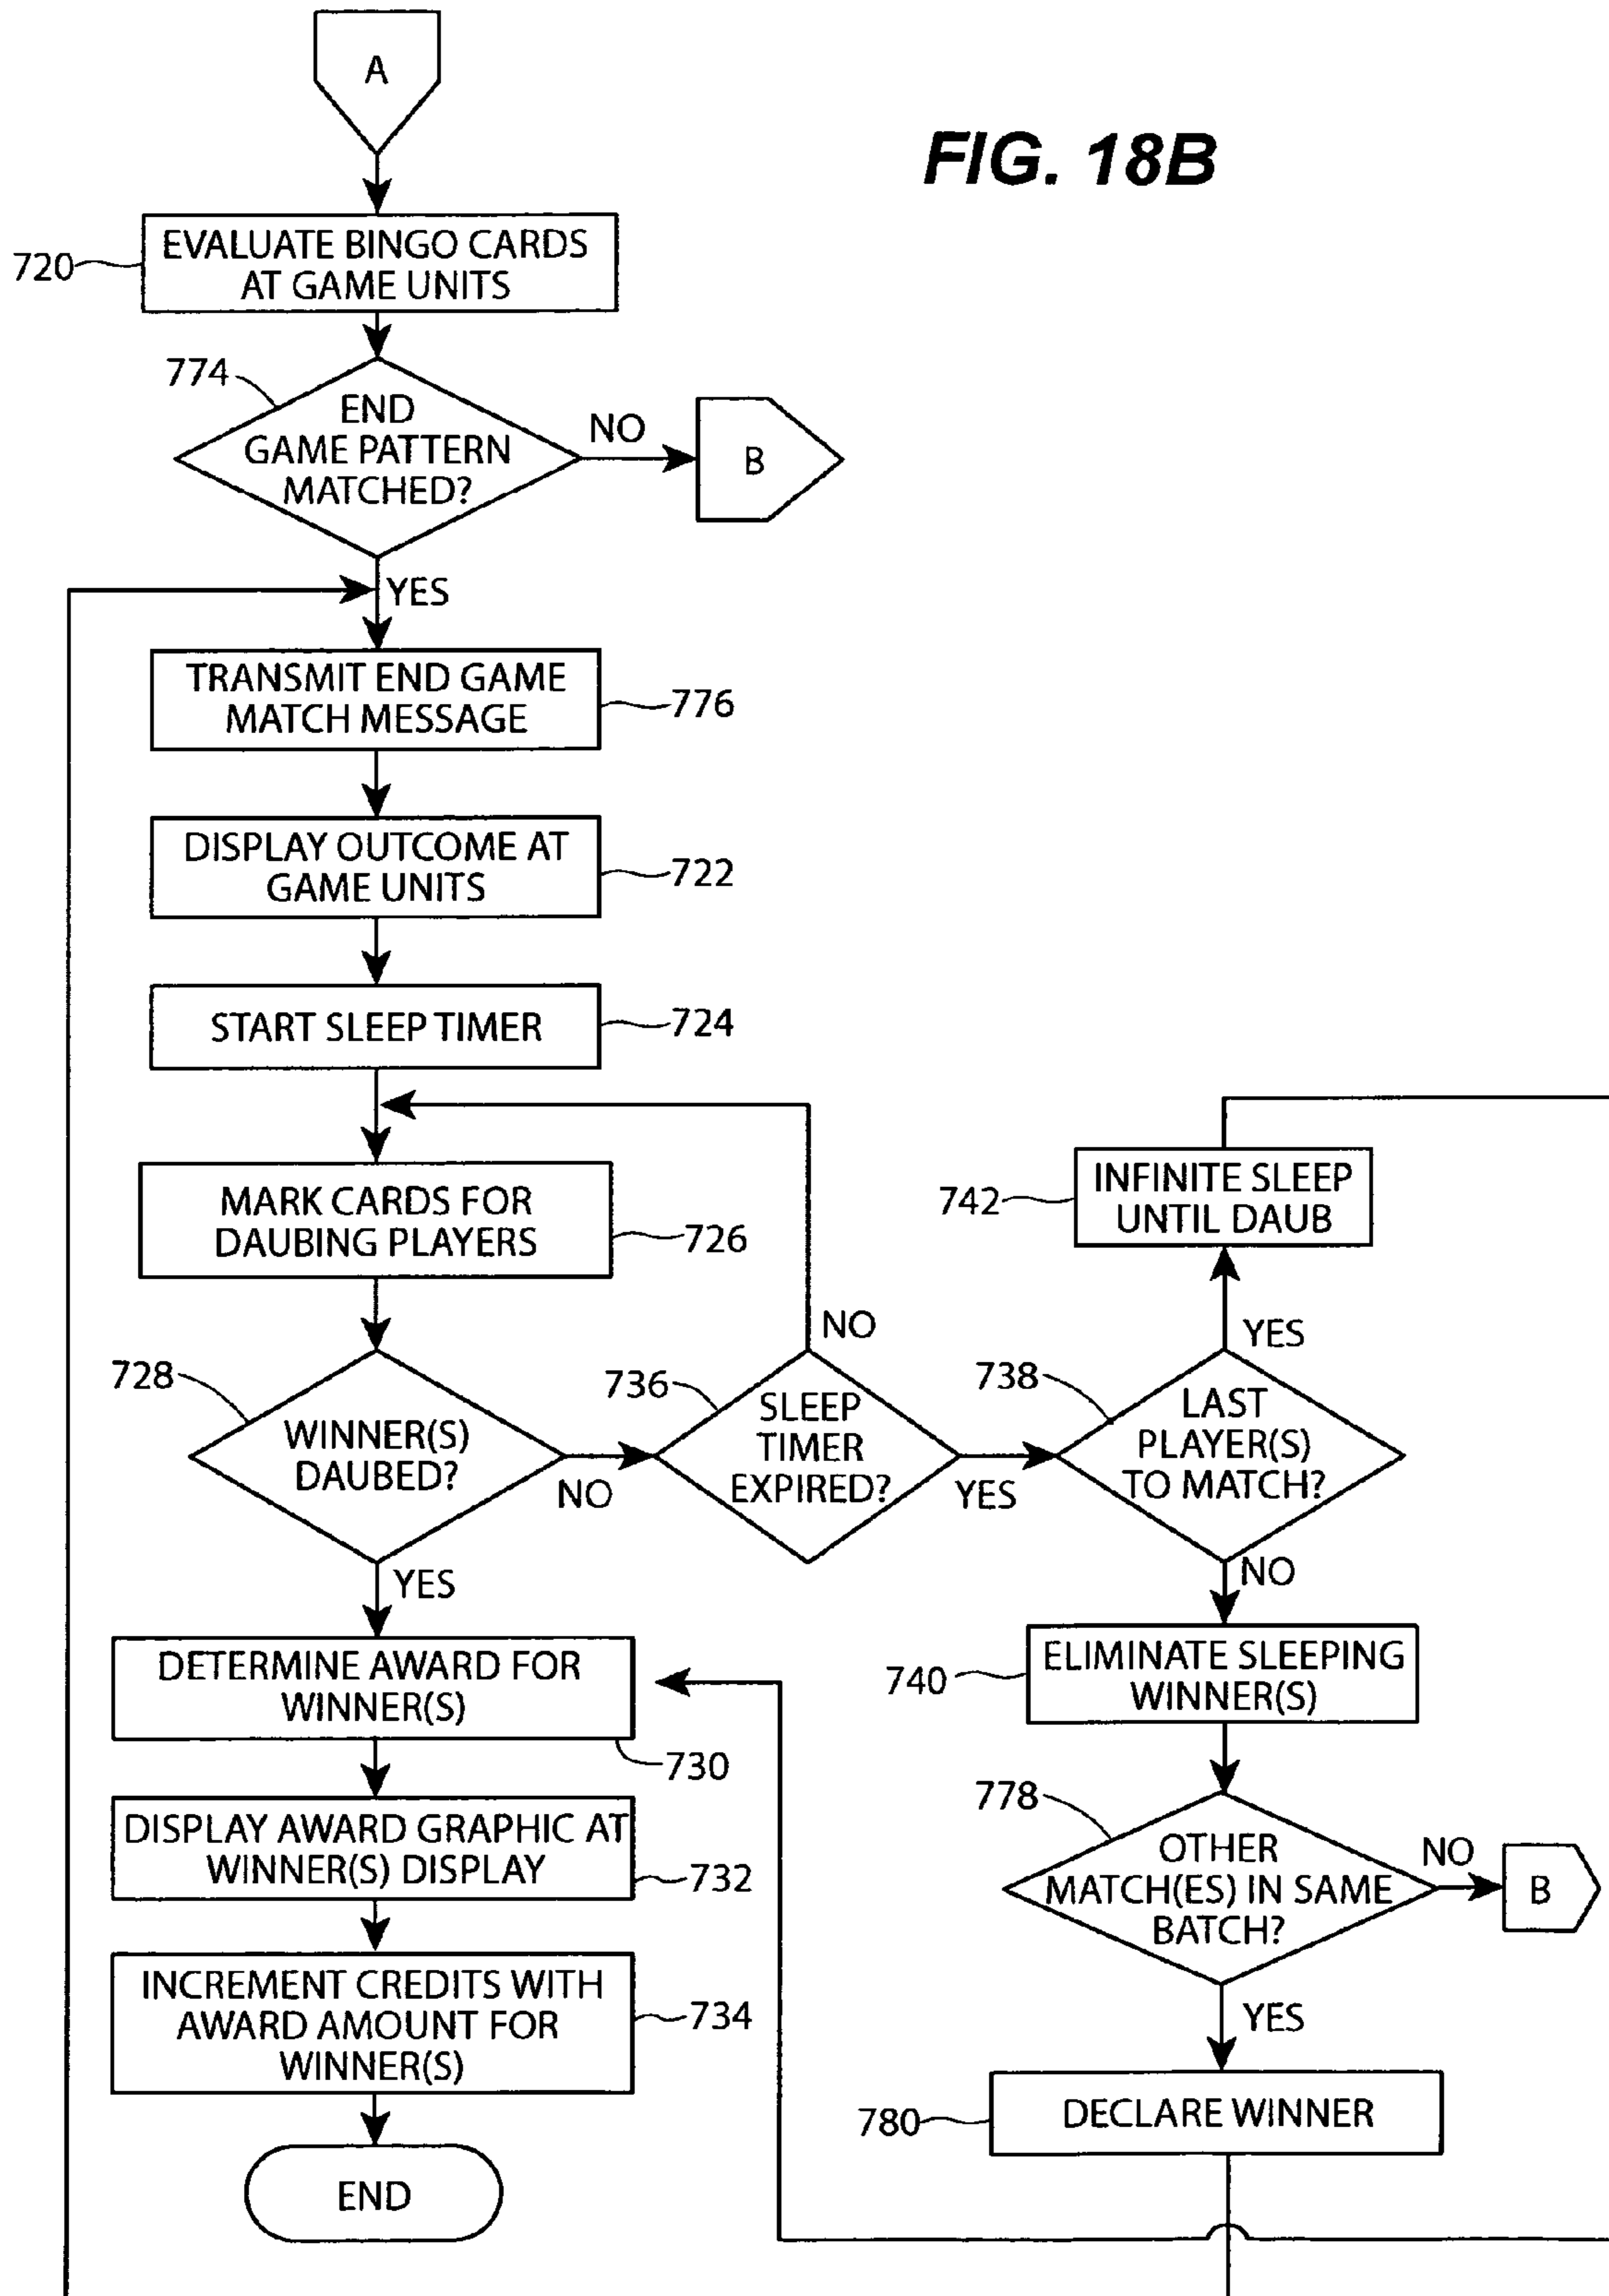 A
FIG. 18B
720
EVALUATE BINGO CARDS
AT GAME UNITS
774
END
GAME PATTERN
MATCHED?
NO
B
YES
TRANSMIT END GAME
MATCH MESSAGE
776
DISPLAY OUTCOME AT
GAME UNITS
722
START SLEEP TIMER
724
MARK CARDS FOR
DAUBING PLAYERS
726
728
WINNER(S)
DAUBED?
NO
YES
736
SLEEP
TIMER
EXPIRED?
NO
YES
738
LAST
PLAYER(S)
TO MATCH?
YES
742
INFINITE SLEEP
UNTIL DAUB
NO
740
ELIMINATE SLEEPING
WINNER(S)
778
OTHER
MATCH(ES) IN SAME
BATCH?
NO
B
YES
780
DECLARE WINNER
DETERMINE AWARD FOR
WINNER(S)
730
DISPLAY AWARD GRAPHIC AT
WINNER(S) DISPLAY
732
INCREMENT CREDITS WITH
AWARD AMOUNT FOR
WINNER(S)
734
END